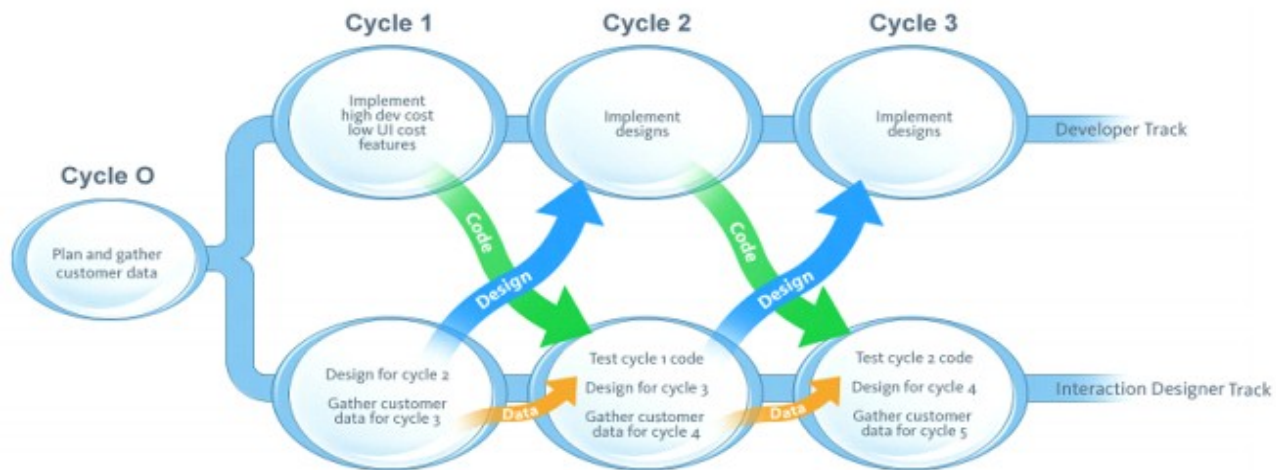 Cycle 1
Cycle 2
Cycle 3
Implement
high dev cost
low UI cost
features
Implement
designs
Implement
designs
Developer Track
Cycle O
Plan and gather
customer data
Code
Design
Code
Design
Design for cycle 2
Gather customer
data for cycle 3
Data
Test cycle 1 code
Design for cycle 3
Gather customer
data for cycle 4
Data
Test cycle 2 code
Design for cycle 4
Gather customer
data for cycle 5
Interaction Designer Track